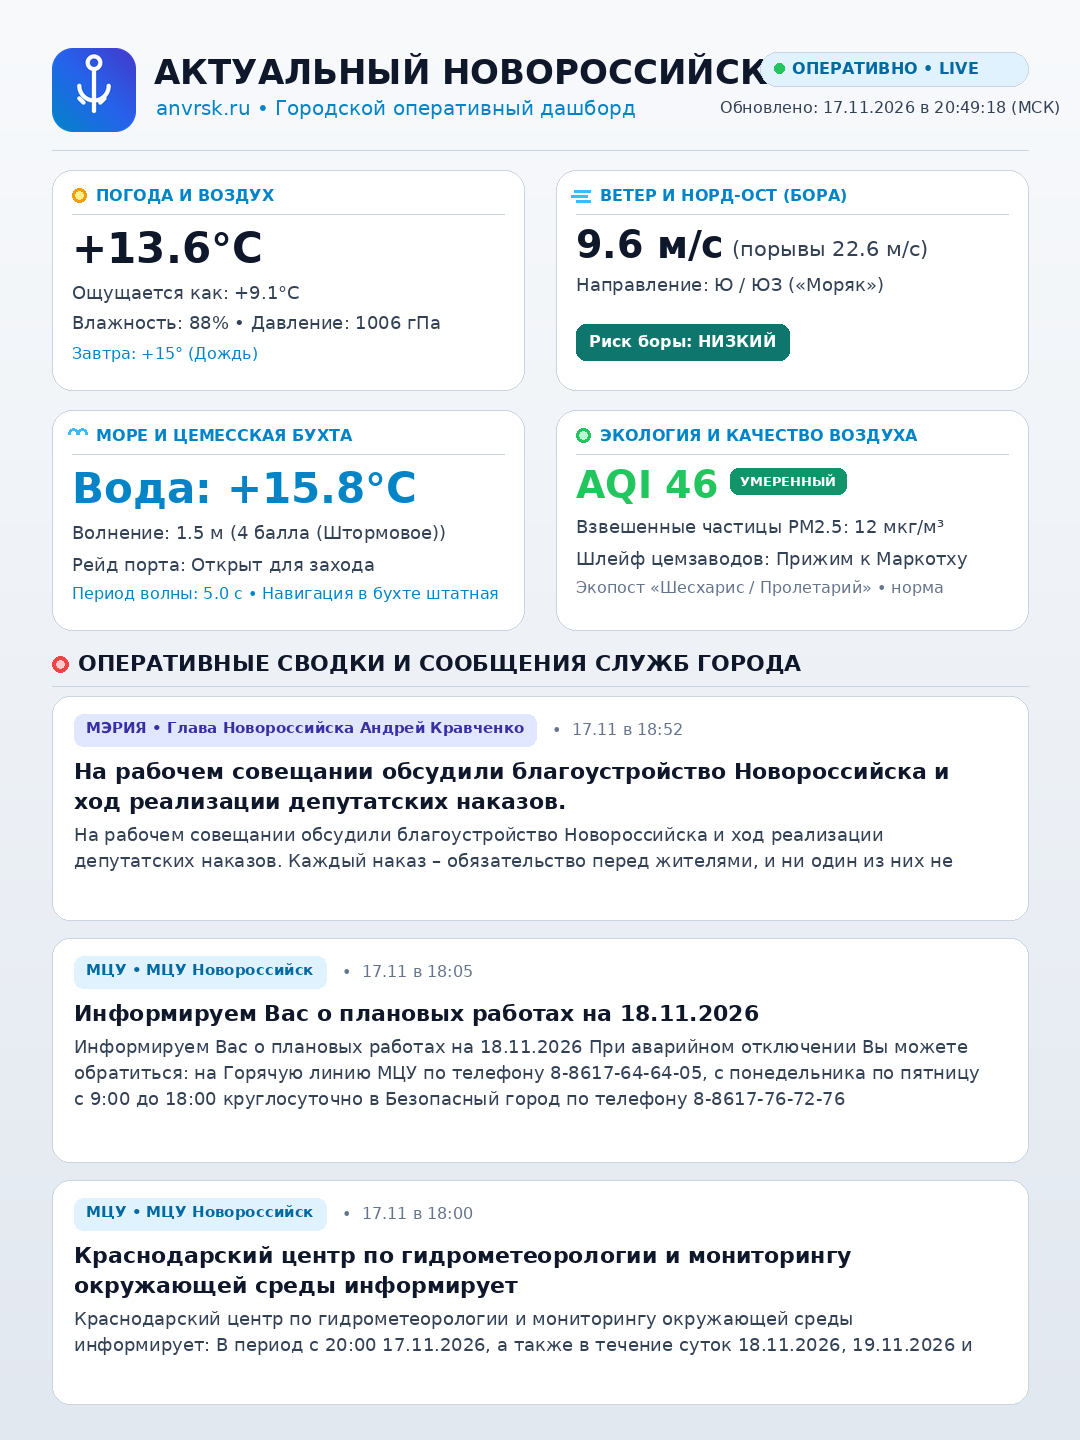 АКТУАЛЬНЫЙ НОВОРОССИЙСК
ОПЕРАТИВНО • LIVE
anvrsk.ru • Городской оперативный дашборд
Обновлено: 17.11.2026 в 20:49:18 (МСК)
ПОГОДА И ВОЗДУХ
+13.6°C
Ощущается как: +9.1°C
Влажность: 88% • Давление: 1006 гПа
Завтра: +15° (Дождь)
ВЕТЕР И НОРД-ОСТ (БОРА)
9.6 м/с (порывы 22.6 м/с)
Направление: Ю / ЮЗ («Моряк»)
Риск боры: НИЗКИЙ
МОРЕ И ЦЕМЕССКАЯ БУХТА
Вода: +15.8°C
Волнение: 1.5 м (4 балла (Штормовое))
Рейд порта: Открыт для захода
Период волны: 5.0 с • Навигация в бухте штатная
ЭКОЛОГИЯ И КАЧЕСТВО ВОЗДУХА
AQI 46 УМЕРЕННЫЙ
Взвешенные частицы PM2.5: 12 мкг/м³
Шлейф цемзаводов: Прижим к Маркотху
Экопост «Шесхарис / Пролетарий» • норма
ОПЕРАТИВНЫЕ СВОДКИ И СООБЩЕНИЯ СЛУЖБ ГОРОДА
МЭРИЯ • Глава Новороссийска Андрей Кравченко • 17.11 в 18:52
На рабочем совещании обсудили благоустройство Новороссийска и
ход реализации депутатских наказов.
На рабочем совещании обсудили благоустройство Новороссийска и ход реализации
депутатских наказов. Каждый наказ – обязательство перед жителями, и ни один из них не
МЦУ • МЦУ Новороссийск • 17.11 в 18:05
Информируем Вас о плановых работах на 18.11.2026
Информируем Вас о плановых работах на 18.11.2026 При аварийном отключении Вы можете
обратиться: на Горячую линию МЦУ по телефону 8-8617-64-64-05, с понедельника по пятницу
с 9:00 до 18:00 круглосуточно в Безопасный город по телефону 8-8617-76-72-76
МЦУ • МЦУ Новороссийск • 17.11 в 18:00
Краснодарский центр по гидрометеорологии и мониторингу
окружающей среды информирует
Краснодарский центр по гидрометеорологии и мониторингу окружающей среды
информирует: В период с 20:00 17.11.2026, а также в течение суток 18.11.2026, 19.11.2026 и